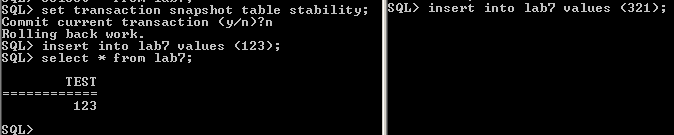 SQL> set transaction snapshot table stability;
Commit current transaction (y/n)?n
Rolling back work.
SQL> insert into lab7 values (123);
SQL> select * from lab7;
TEST
============
123
SQL>
SQL> insert into lab7 values (321);